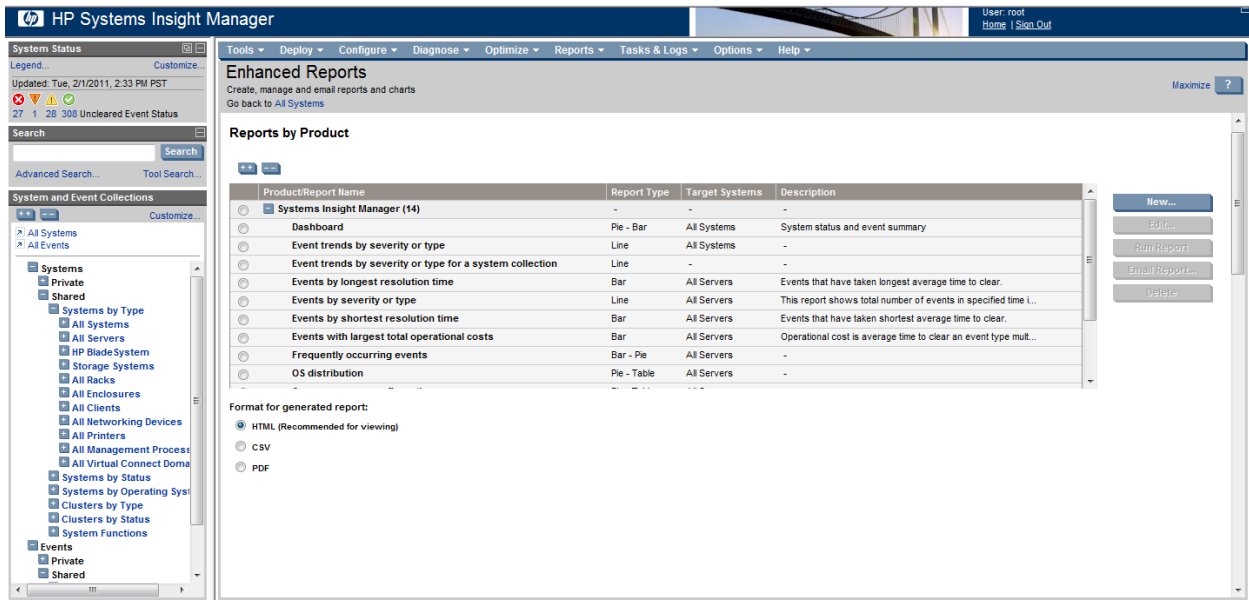 HP Systems Insight Manager
User: root
Home | Sign Out
System Status
Legend... Customize...
Updated: Tue, 2/1/2011, 2:33 PM PST
27 1 28 308 Uncleared Event Status
Search
Search
Advanced Search... Tool Search...
System and Event Collections
Customize...
All Systems
All Events
Systems
Private
Shared
Systems by Type
All Systems
All Servers
HP BladeSystem
Storage Systems
All Racks
All Enclosures
All Clients
All Networking Devices
All Printers
All Management Process
All Virtual Connect Doma
Systems by Status
Systems by Operating Syst
Clusters by Type
Clusters by Status
System Functions
Events
Private
Shared
Tools Deploy Configure Diagnose Optimize Reports Tasks & Logs Options Help
Enhanced Reports
Create, manage and email reports and charts
Go back to All Systems
Maximize ?
Reports by Product
Product/Report Name Report Type Target Systems Description
Systems Insight Manager (14) - - -
Dashboard Pie - Bar All Systems System status and event summary
Event trends by severity or type Line All Systems -
Event trends by severity or type for a system collection Line - -
Events by longest resolution time Bar All Servers Events that have taken longest average time to clear.
Events by severity or type Line All Servers This report shows total number of events in specified time i...
Events by shortest resolution time Bar All Servers Events that have taken shortest average time to clear.
Events with largest total operational costs Bar All Servers Operational cost is average time to clear an event type mult...
Frequently occurring events Bar - Pie All Servers -
OS distribution Pie - Table All Servers -
New...
Edit...
Run Report
Email Report...
Delete
Format for generated report:
HTML (Recommended for viewing)
CSV
PDF